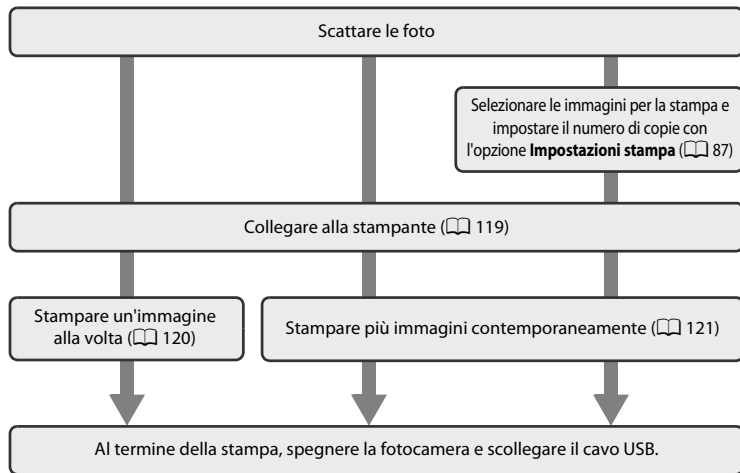 Scattare le foto
Selezionare le immagini per la stampa e
impostare il numero di copie con
l'opzione Impostazioni stampa (📖 87)
Collegare alla stampante (📖 119)
Stampare un'immagine
alla volta (📖 120)
Stampare più immagini contemporaneamente (📖 121)
Al termine della stampa, spegnere la fotocamera e scollegare il cavo USB.